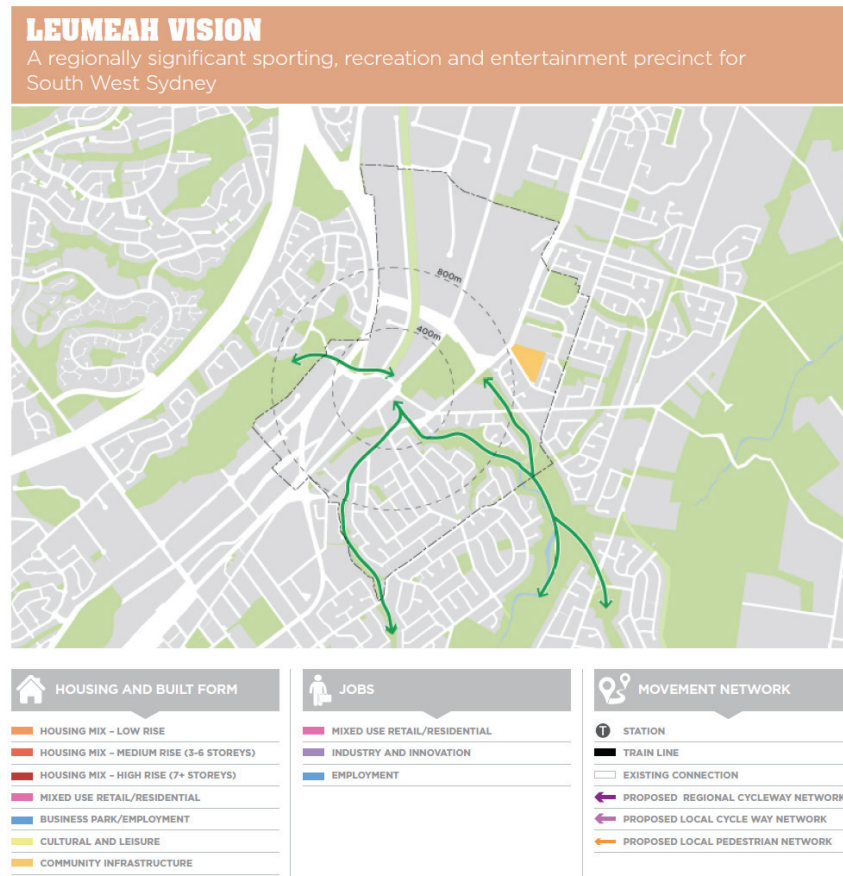 LEUMEAH VISION
A regionally significant sporting, recreation and entertainment precinct for
South West Sydney
800m
400m
HOUSING AND BUILT FORM
HOUSING MIX – LOW RISE
HOUSING MIX – MEDIUM RISE (3-6 STOREYS)
HOUSING MIX – HIGH RISE (7+ STOREYS)
MIXED USE RETAIL/RESIDENTIAL
BUSINESS PARK/EMPLOYMENT
CULTURAL AND LEISURE
COMMUNITY INFRASTRUCTURE
JOBS
MIXED USE RETAIL/RESIDENTIAL
INDUSTRY AND INNOVATION
EMPLOYMENT
MOVEMENT NETWORK
T STATION
TRAIN LINE
EXISTING CONNECTION
PROPOSED REGIONAL CYCLEWAY NETWORK
PROPOSED LOCAL CYCLE WAY NETWORK
PROPOSED LOCAL PEDESTRIAN NETWORK